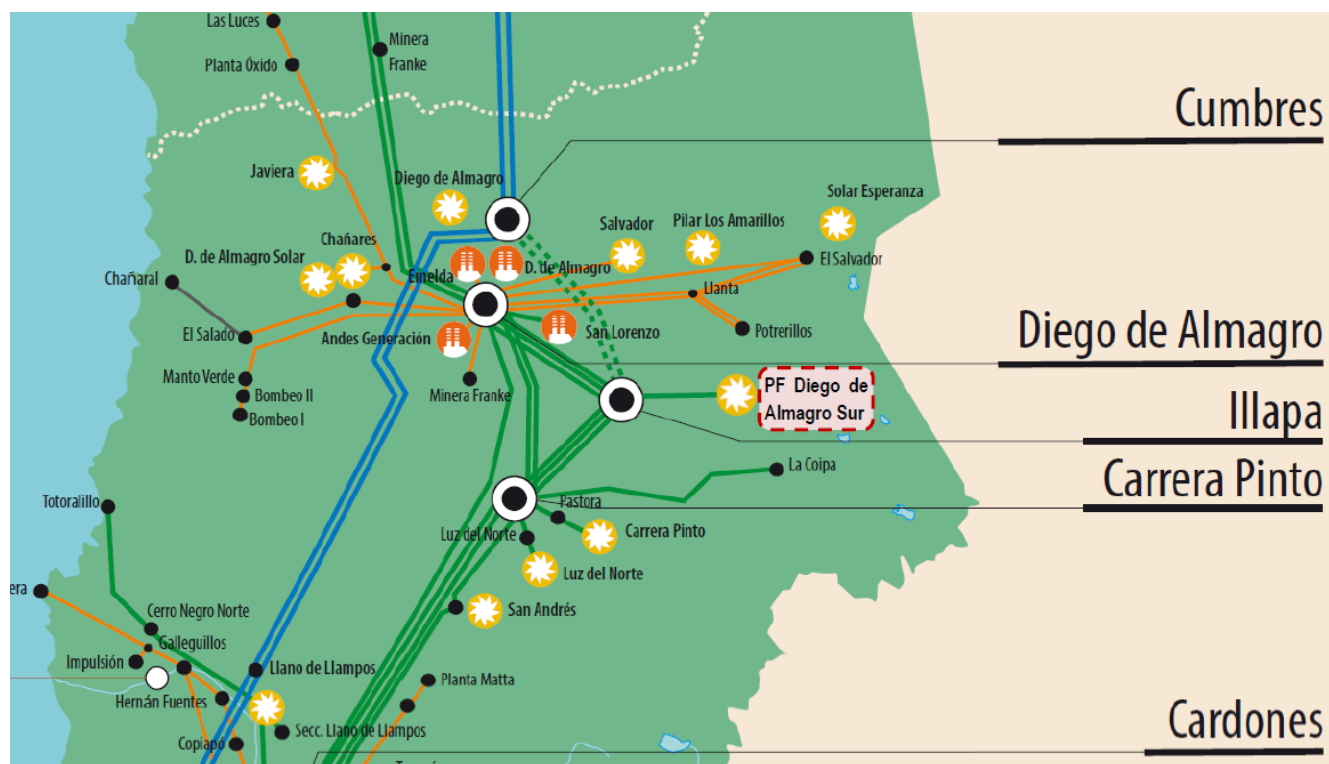 Las Luces
Minera
Franke
Planta Óxido
Cumbres
Javiera
Diego de Almagro
Solar Esperanza
Salvador
Pilar Los Amarillos
Chañares
D. de Almagro Solar
Emelda
D. de Almagro
El Salvador
Chañaral
Llanta
El Salado
Andes Generación
San Lorenzo
Potrerillos
Diego de Almagro
Manto Verde
Minera Franke
PF Diego de
Almagro Sur
Bombeo II
Bombeo I
Illapa
La Coipa
Carrera Pinto
Totoralillo
Pastora
Luz del Norte
Carrera Pinto
Luz del Norte
era
San Andrés
Cerro Negro Norte
Galleguillos
Impulsión
Llano de Llampos
Planta Matta
Hernán Fuentes
Cardones
Secc. Llano de Llampos
Copiapó